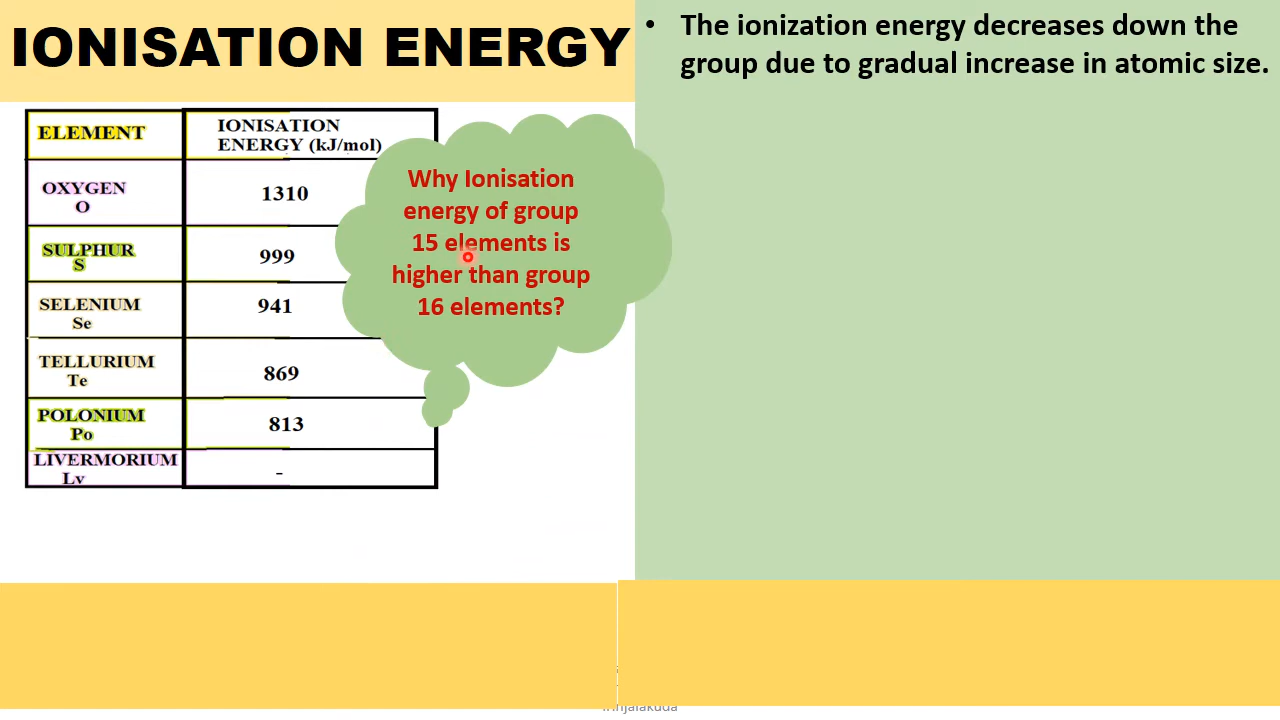 IONISATION ENERGY
• The ionization energy decreases down the
group due to gradual increase in atomic size.
ELEMENT
IONISATION
ENERGY (kJ/mol)
OXYGEN
O
1310
SULPHUR
S
999
SELENIUM
Se
941
TELLURIUM
Te
869
POLONIUM
Po
813
LIVERMORIUM
Lv
-
Why Ionisation
energy of group
15 elements is
higher than group
16 elements?